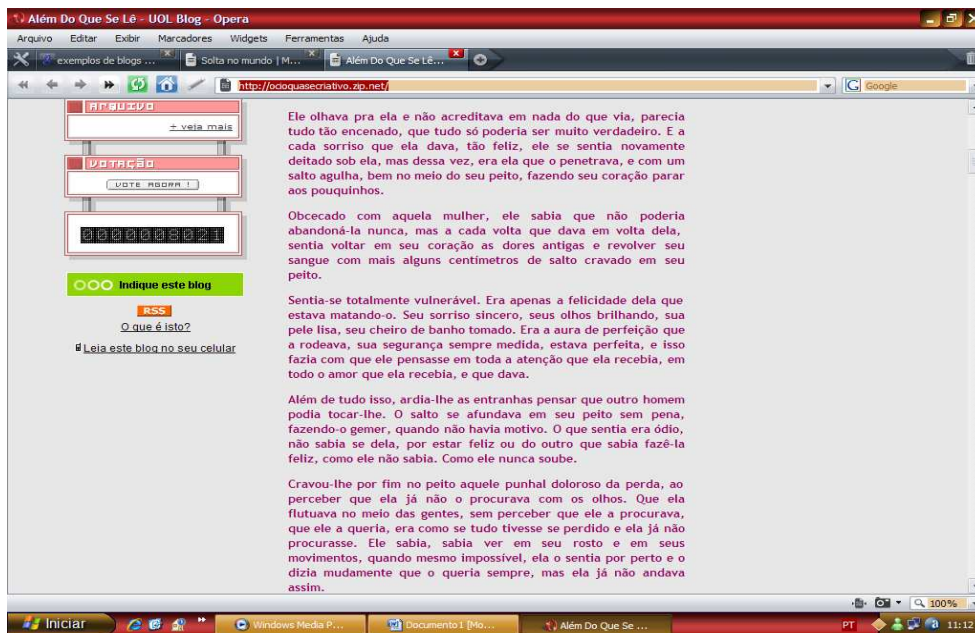 Além Do Que Se Lê - UOL Blog - Opera
Arquivo Editar Exibir Marcadores Widgets Ferramentas Ajuda
exemplos de blogs ... Solta no mundo | M... Além Do Que Se Lê...
http://ocioquasecriativo.zip.net/ Google
ARQUIVO
+ veja mais
VOTAÇÃO
VOTE AGORA !
0000008021
Indique este blog
RSS
O que é isto?
Leia este blog no seu celular
Ele olhava pra ela e não acreditava em nada do que via, parecia
tudo tão encenado, que tudo só poderia ser muito verdadeiro. E a
cada sorriso que ela dava, tão feliz, ele se sentia novamente
deitado sob ela, mas dessa vez, era ela que o penetrava, e com um
salto agulha, bem no meio do seu peito, fazendo seu coração parar
aos pouquinhos.
Obcecado com aquela mulher, ele sabia que não poderia
abandoná-la nunca, mas a cada volta que dava em volta dela,
sentia voltar em seu coração as dores antigas e revolver seu
sangue com mais alguns centímetros de salto cravado em seu
peito.
Sentia-se totalmente vulnerável. Era apenas a felicidade dela que
estava matando-o. Seu sorriso sincero, seus olhos brilhando, sua
pele lisa, seu cheiro de banho tomado. Era a aura de perfeição que
a rodeava, sua segurança sempre medida, estava perfeita, e isso
fazia com que ele pensasse em toda a atenção que ela recebia, em
todo o amor que ela recebia, e que dava.
Além de tudo isso, ardia-lhe as entranhas pensar que outro homem
podia tocar-lhe. O salto se afundava em seu peito sem pena,
fazendo-o gemer, quando não havia motivo. O que sentia era ódio,
não sabia se dela, por estar feliz ou do outro que sabia fazê-la
feliz, como ele não sabia. Como ele nunca soube.
Cravou-lhe por fim no peito aquele punhal doloroso da perda, ao
perceber que ela já não o procurava com os olhos. Que ela
flutuava no meio das gentes, sem perceber que ele a procurava,
que ele a queria, era como se tudo tivesse se perdido e ela já não
procurasse. Ele sabia, sabia ver em seu rosto e em seus
movimentos, quando mesmo impossível, ela o sentia por perto e o
dizia mudamente que o queria sempre, mas ela já não andava
assim.
100%
Iniciar Windows Media P... Documento1 [Mo... Além Do Que Se ... PT 11:12